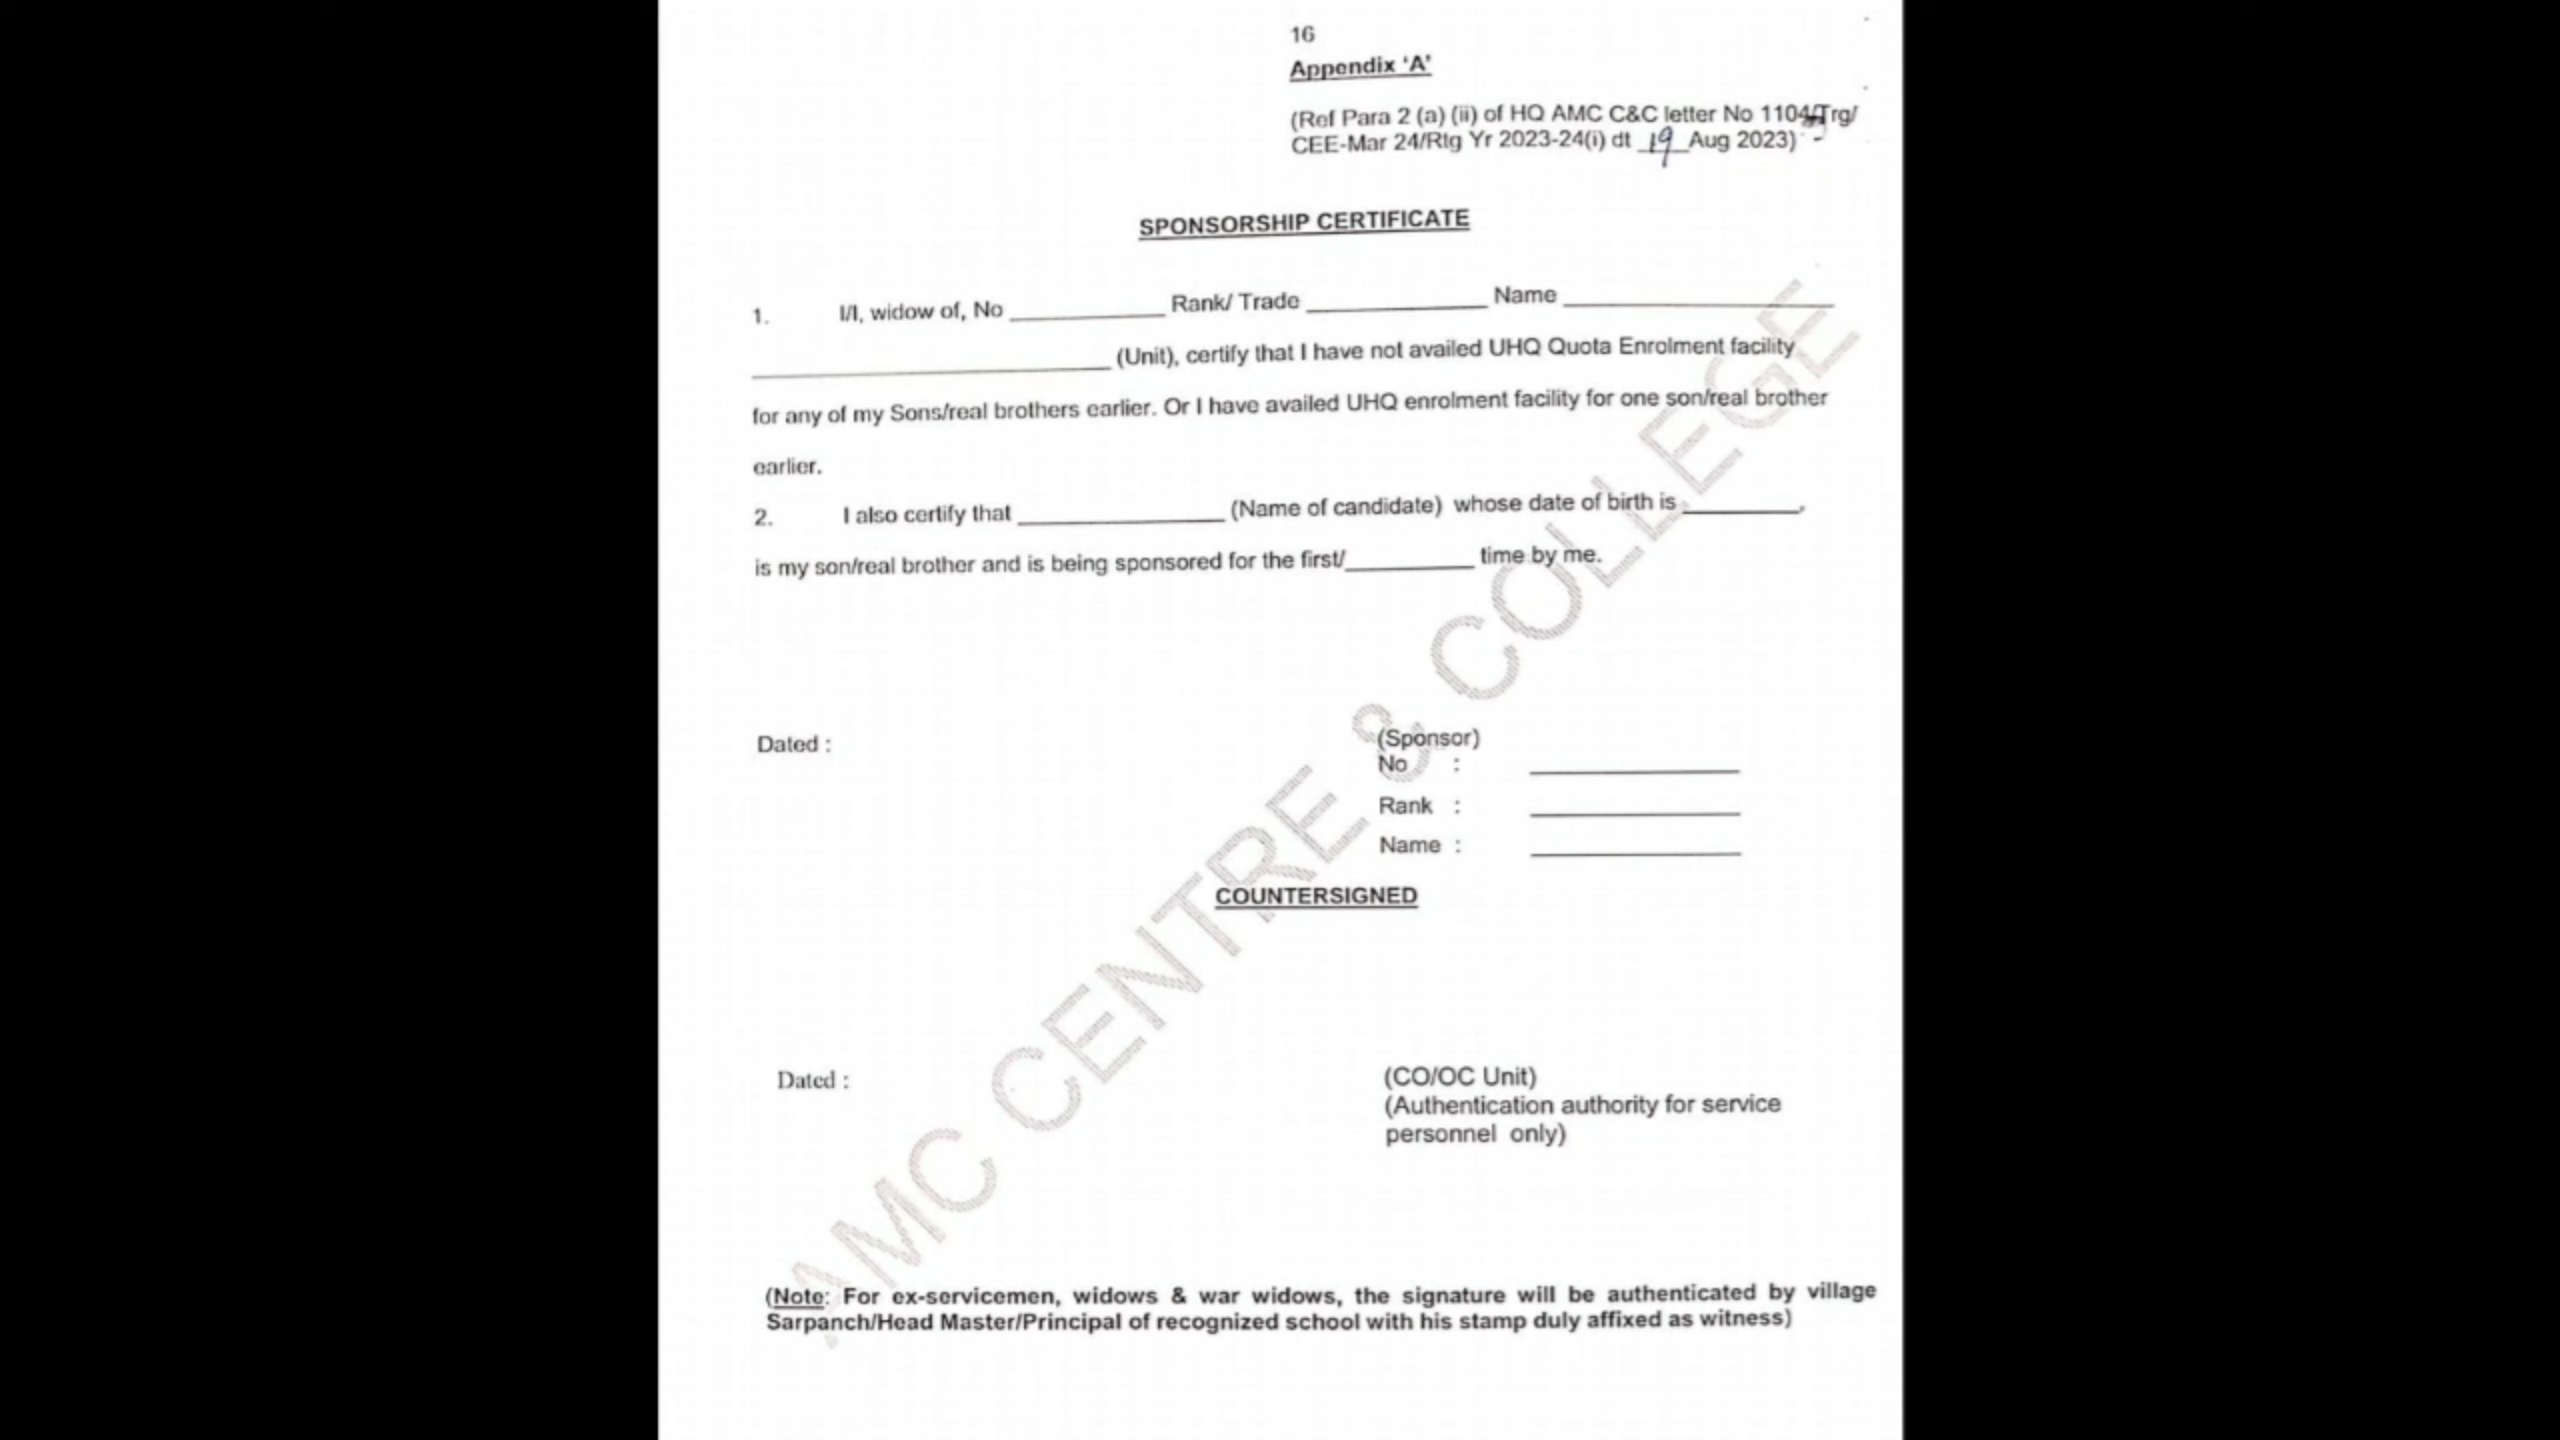 16
Appendix ‘A’
(Ref Para 2 (a) (ii) of HQ AMC C&C letter No 1104/Trg/
CEE-Mar 24/Rtg Yr 2023-24(i) dt 19 Aug 2023)
SPONSORSHIP CERTIFICATE
1. I/I, widow of, No ____________ Rank/ Trade ______________ Name _____________________
____________________________ (Unit), certify that I have not availed UHQ Quota Enrolment facility
for any of my Sons/real brothers earlier. Or I have availed UHQ enrolment facility for one son/real brother
earlier.
2. I also certify that ________________ (Name of candidate) whose date of birth is _________,
is my son/real brother and is being sponsored for the first/__________ time by me.
Dated : (Sponsor)
No : ________________
Rank : ________________
Name : ________________
COUNTERSIGNED
Dated : (CO/OC Unit)
(Authentication authority for service
personnel only)
(Note: For ex-servicemen, widows & war widows, the signature will be authenticated by village
Sarpanch/Head Master/Principal of recognized school with his stamp duly affixed as witness)
AMC CENTRE & COLLEGE